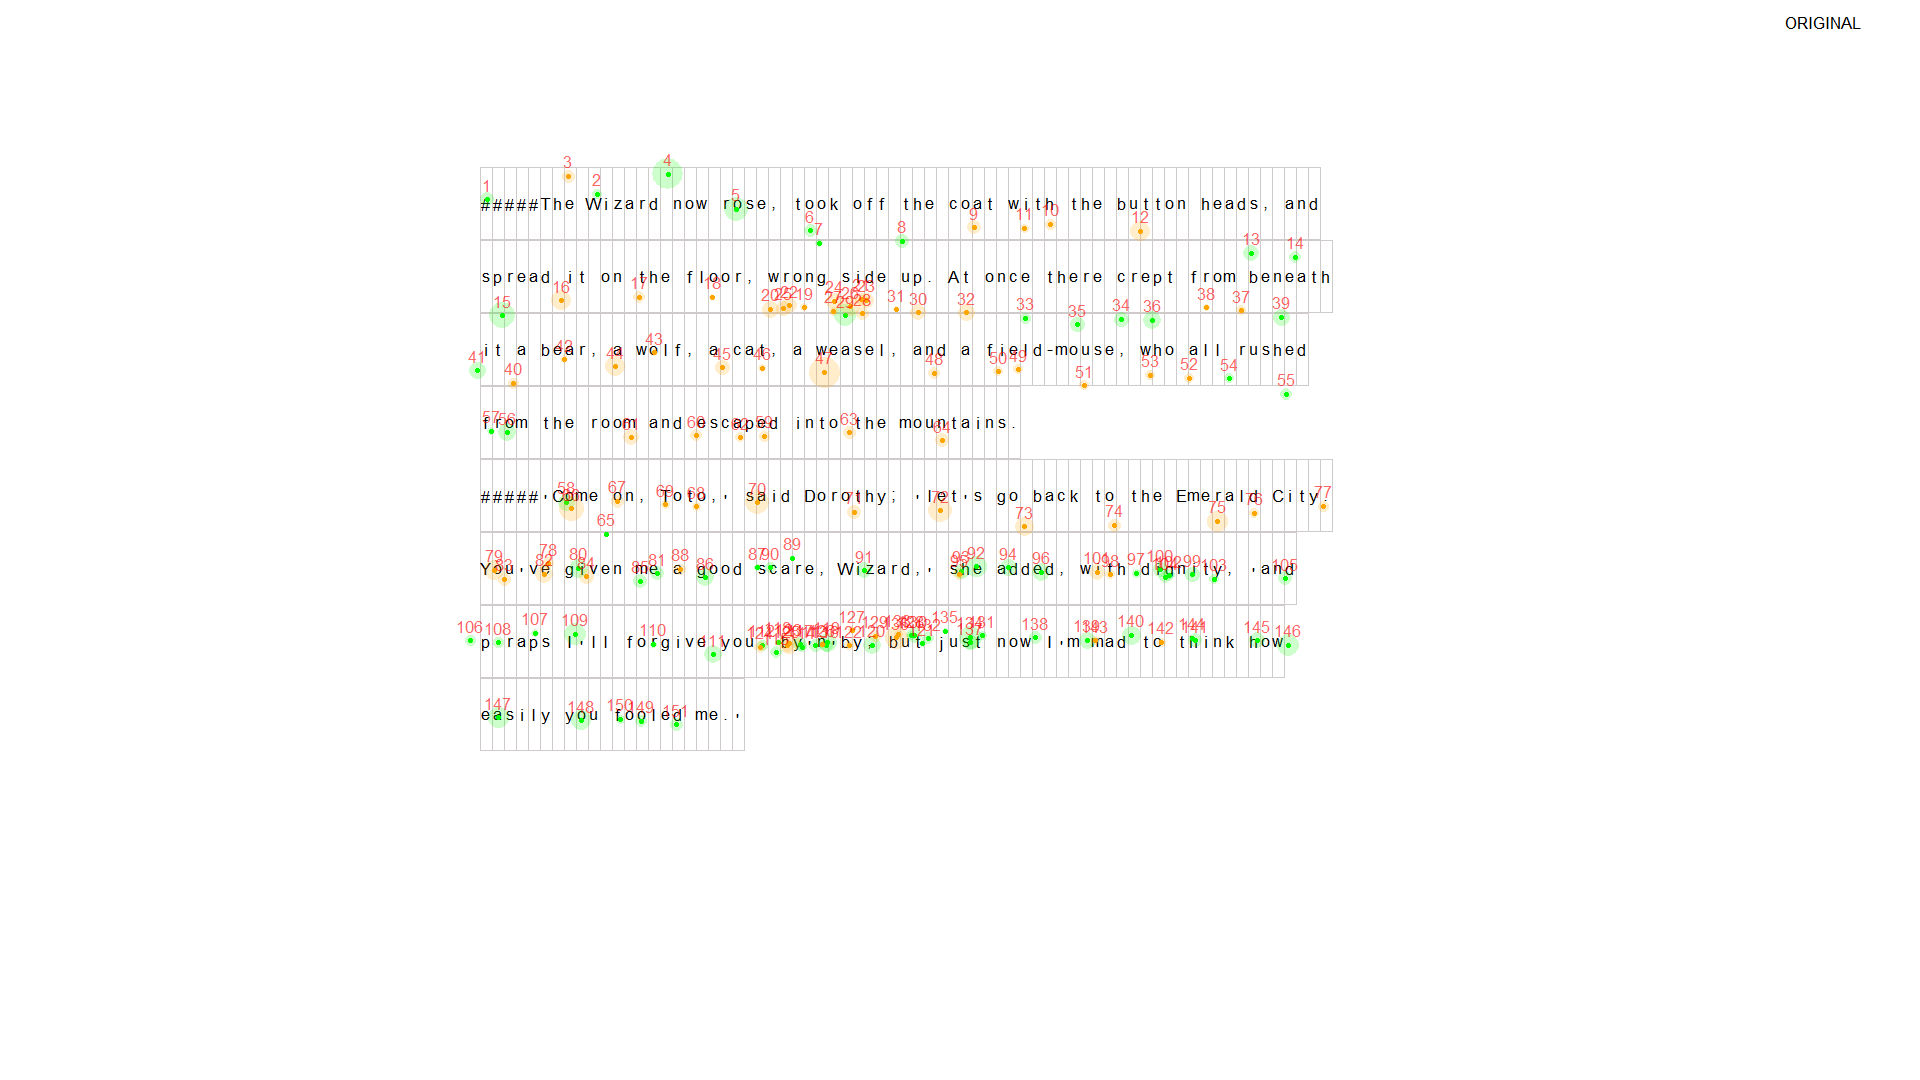 ORIGINAL
#####The Wizard now rose, took off the coat with the button heads, and
spread it on the floor, wrong side up. At once there crept from beneath
it a bear, a wolf, a cat, a weasel, and a field-mouse, who all rushed
from the room and escaped into the mountains.
#####'Come on, Toto,' said Dorothy; 'let's go back to the Emerald City.
You've given me a good scare, Wizard,' she added, with dignity, 'and
p'raps I'll forgive you, by'n'by, but just now I'm mad to think how
easily you fooled me.'